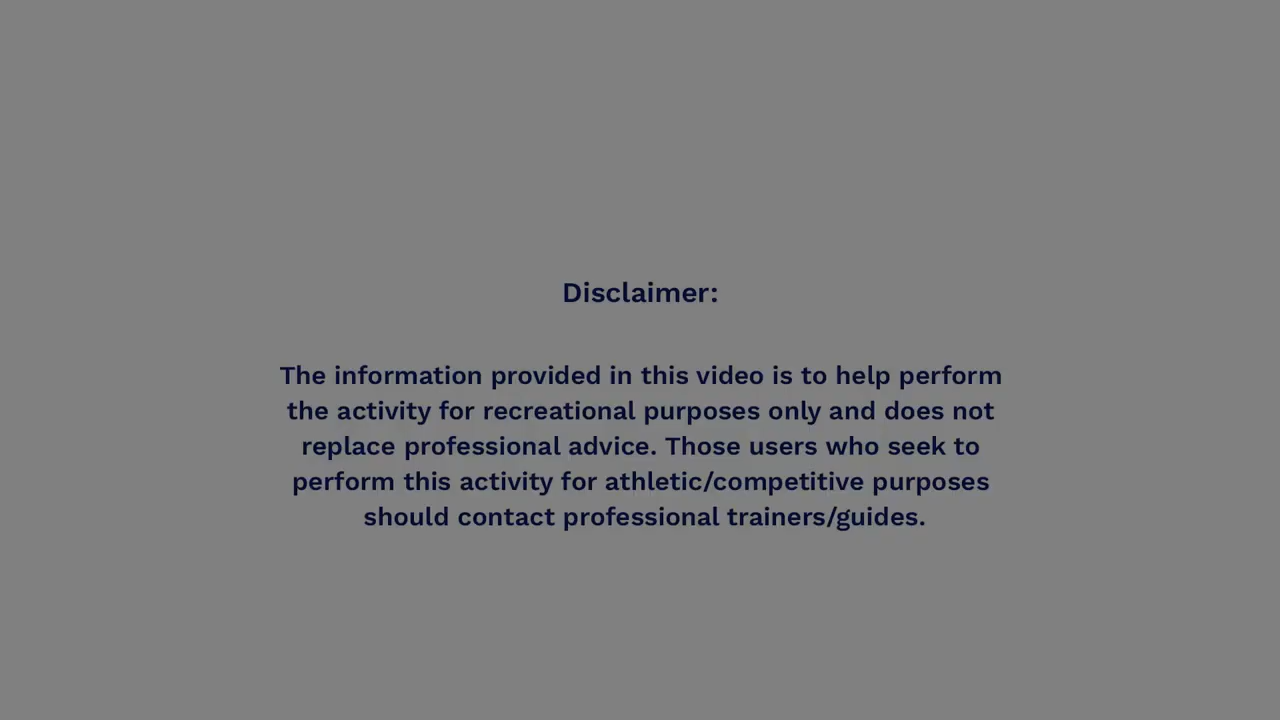 Disclaimer:
The information provided in this video is to help perform
the activity for recreational purposes only and does not
replace professional advice. Those users who seek to
perform this activity for athletic/competitive purposes
should contact professional trainers/guides.